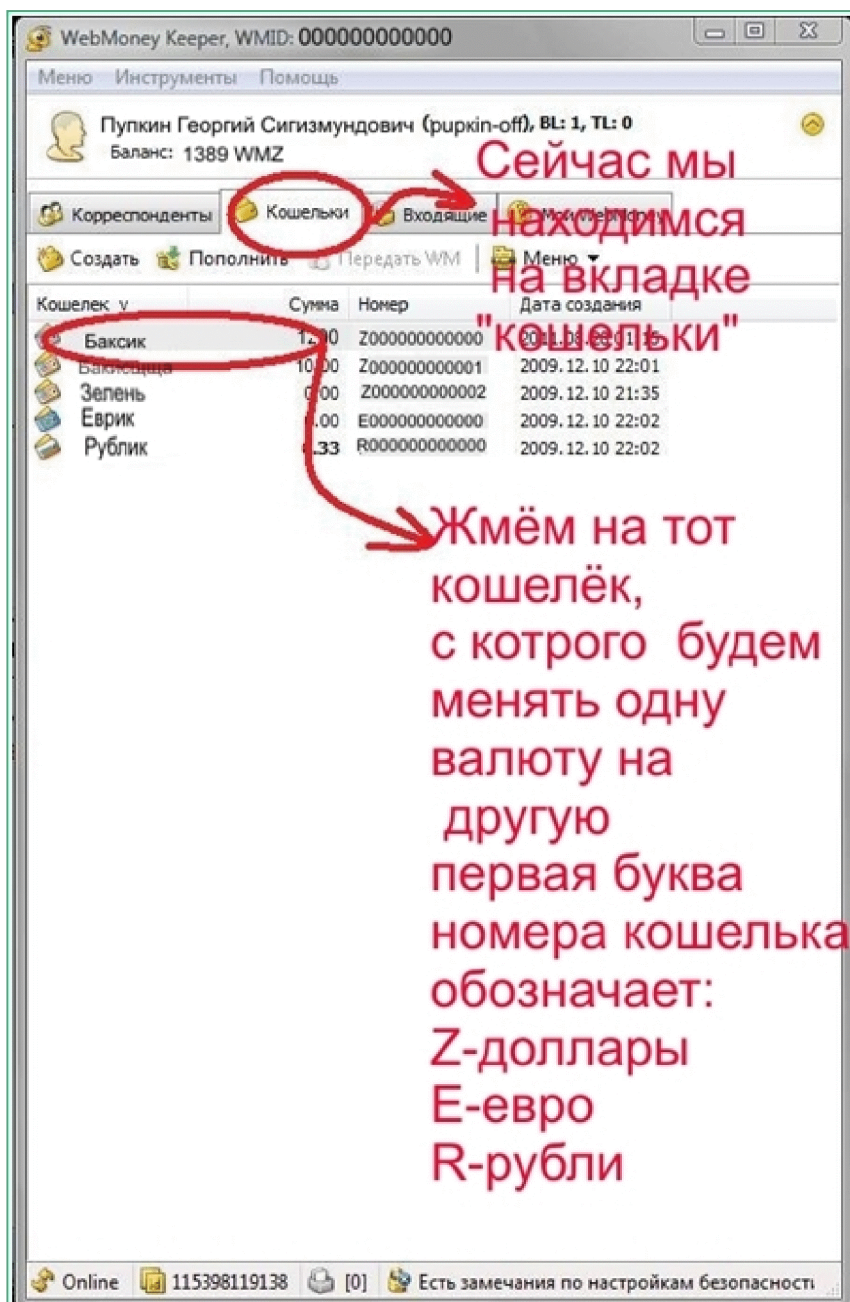 WebMoney Keeper, WMID: 000000000000
Меню Инструменты Помощь
Пупкин Георгий Сигизмундович (pupkin-off), BL: 1, TL: 0
Баланс: 1389 WMZ
Сейчас мы
находимся
на вкладке
"кошельки"
Корреспонденты Кошельки Входящие Мой WebMoney
Создать Пополнить Передать WM Меню
Кошелек Сумма Номер Дата создания
Баксик Z000000000000
Z000000000001 2009.12.10 22:01
Зелень Z000000000002 2009.12.10 21:35
Еврик E000000000000 2009.12.10 22:02
Рублик R000000000000 2009.12.10 22:02
Жмём на тот
кошелёк,
с котрого будем
менять одну
валюту на
другую
первая буква
номера кошелька
обозначает:
Z-доллары
E-евро
R-рубли
Online 115398119138 [0] Есть замечания по настройкам безопасности